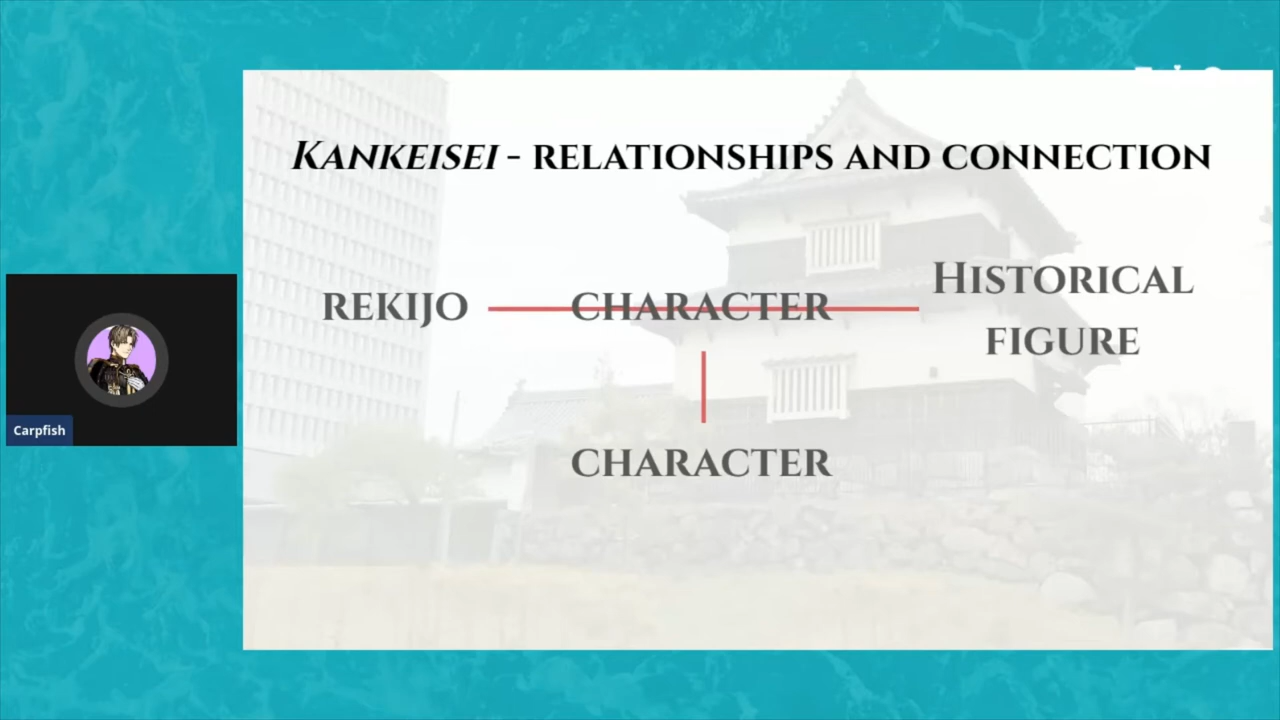 KANKEISEI - RELATIONSHIPS AND CONNECTION
REKIJO
CHARACTER
HISTORICAL
FIGURE
CHARACTER
Carpfish